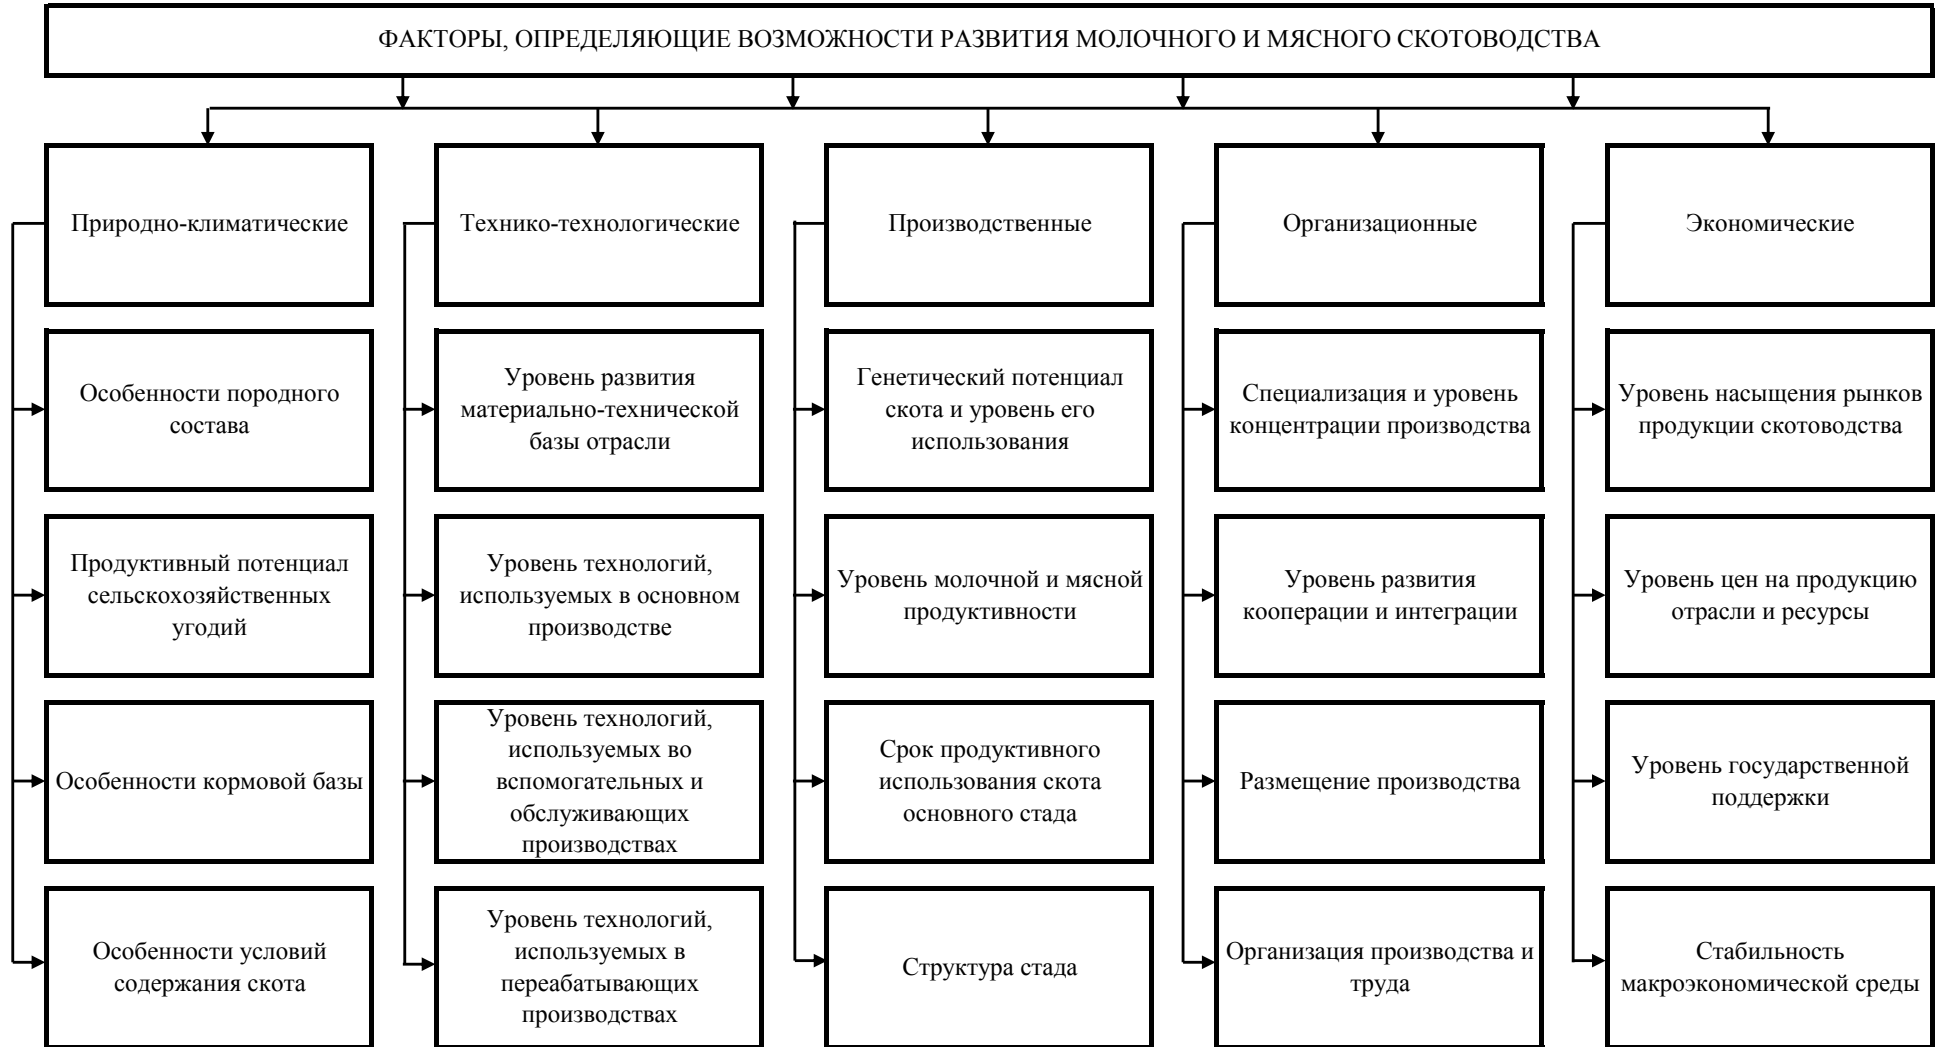 ФАКТОРЫ, ОПРЕДЕЛЯЮЩИЕ ВОЗМОЖНОСТИ РАЗВИТИЯ МОЛОЧНОГО И МЯСНОГО СКОТОВОДСТВА
Природно-климатические
Технико-технологические
Производственные
Организационные
Экономические
Особенности породного
состава
Уровень развития
материально-технической
базы отрасли
Генетический потенциал
скота и уровень его
использования
Специализация и уровень
концентрации производства
Уровень насыщения рынков
продукции скотоводства
Продуктивный потенциал
сельскохозяйственных
угодий
Уровень технологий,
используемых в основном
производстве
Уровень молочной и мясной
продуктивности
Уровень развития
кооперации и интеграции
Уровень цен на продукцию
отрасли и ресурсы
Особенности кормовой базы
Уровень технологий,
используемых во
вспомогательных и
обслуживающих
производствах
Срок продуктивного
использования скота
основного стада
Размещение производства
Уровень государственной
поддержки
Особенности условий
содержания скота
Уровень технологий,
используемых в
переабатывающих
производствах
Структура стада
Организация производства и
труда
Стабильность
макроэкономической среды